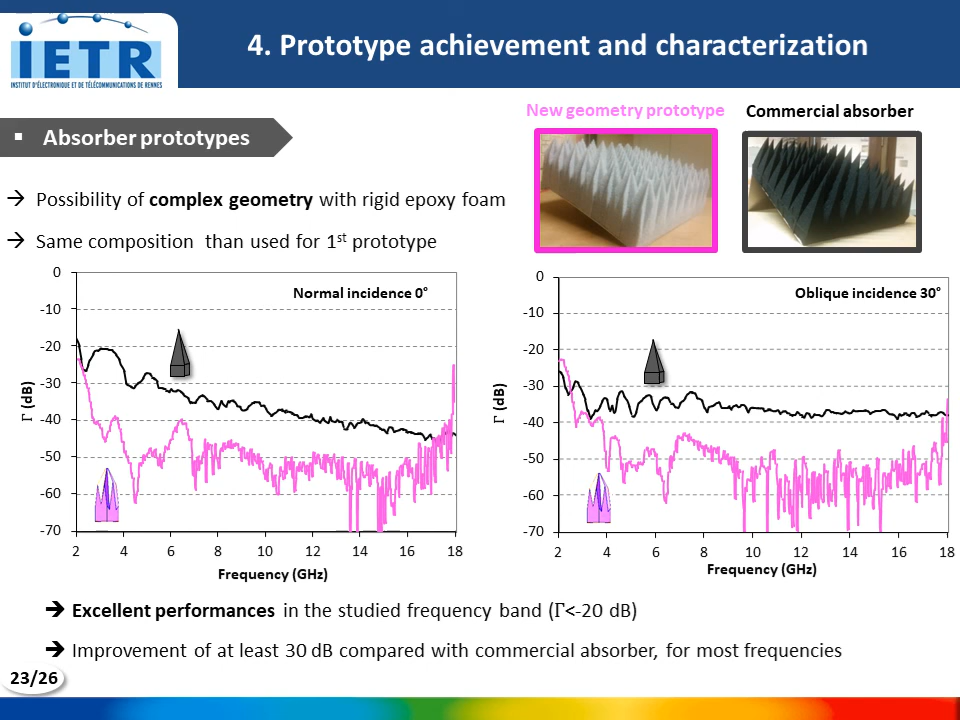 iETR
INSTITUT D'ÉLECTRONIQUE ET DE TÉLÉCOMMUNICATIONS DE RENNES
4. Prototype achievement and characterization
New geometry prototype
Commercial absorber
▪ Absorber prototypes
→ Possibility of complex geometry with rigid epoxy foam
→ Same composition than used for 1st prototype
0
-10
-20
-30
-40
-50
-60
-70
Γ (dB)
Normal incidence 0°
2 4 6 8 10 12 14 16 18
Frequency (GHz)
0
-10
-20
-30
-40
-50
-60
-70
Γ (dB)
Oblique incidence 30°
2 4 6 8 10 12 14 16 18
Frequency (GHz)
➔ Excellent performances in the studied frequency band (Γ<-20 dB)
➔ Improvement of at least 30 dB compared with commercial absorber, for most frequencies
23/26